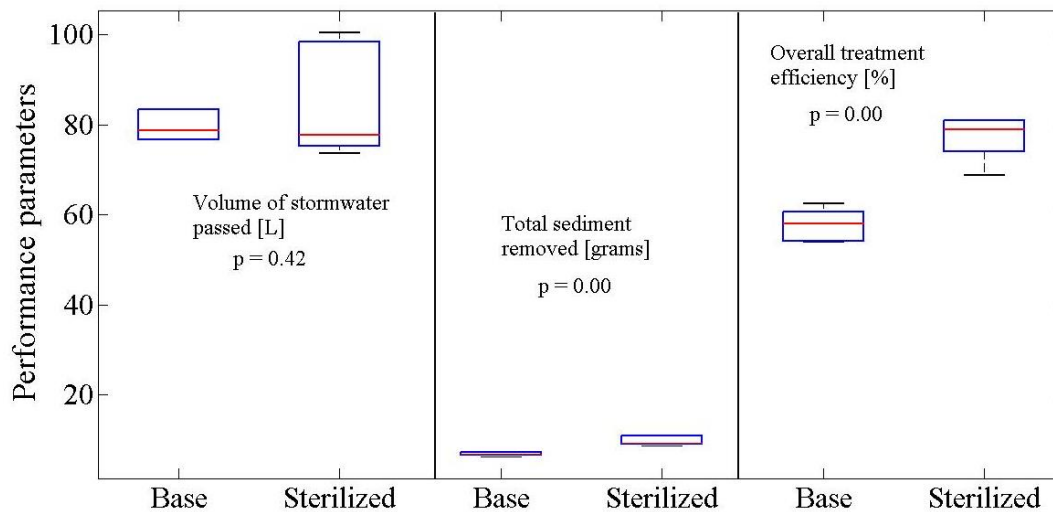 Performance parameters
100
80
60
40
20
Volume of stormwater
passed [L]
p = 0.42
Total sediment
removed [grams]
p = 0.00
Overall treatment
efficiency [%]
p = 0.00
Base
Sterilized
Base
Sterilized
Base
Sterilized